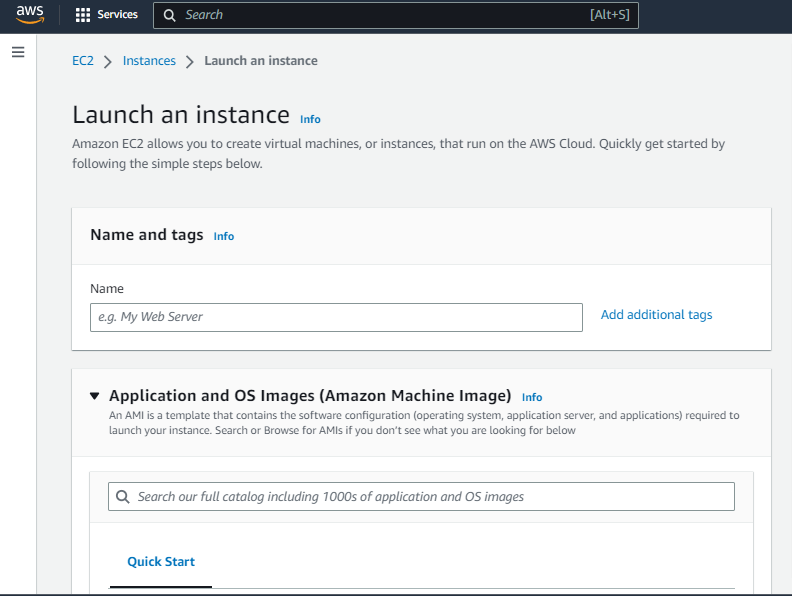 aws Services Search [Alt+S]
EC2 Instances Launch an instance
Launch an instance Info
Amazon EC2 allows you to create virtual machines, or instances, that run on the AWS Cloud. Quickly get started by
following the simple steps below.
Name and tags Info
Name
e.g. My Web Server Add additional tags
Application and OS Images (Amazon Machine Image) Info
An AMI is a template that contains the software configuration (operating system, application server, and applications) required to
launch your instance. Search or Browse for AMIs if you don't see what you are looking for below
Search our full catalog including 1000s of application and OS images
Quick Start